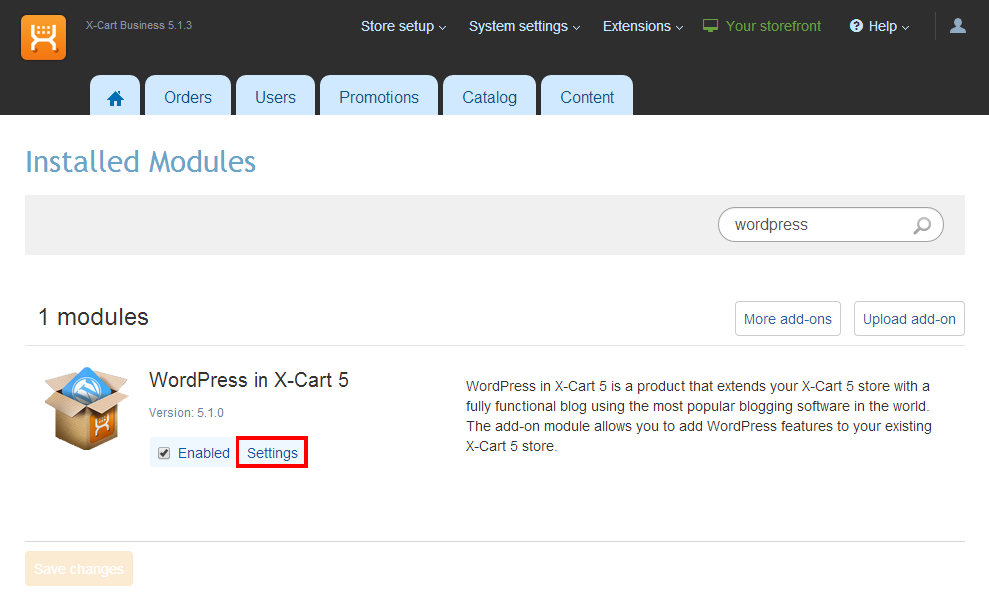 X-Cart Business 5.1.3
Store setup System settings Extensions Your storefront Help
Orders Users Promotions Catalog Content
Installed Modules
wordpress
1 modules
More add-ons Upload add-on
WordPress in X-Cart 5
Version: 5.1.0
Enabled Settings
WordPress in X-Cart 5 is a product that extends your X-Cart 5 store with a
fully functional blog using the most popular blogging software in the world.
The add-on module allows you to add WordPress features to your existing
X-Cart 5 store.
Save changes